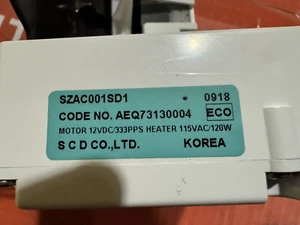 SZAC001SD1 0918
CODE NO. AEQ73130004 ECO
MOTOR 12VDC/333PPS HEATER 115VAC/120W
S C D CO.,LTD. KOREA